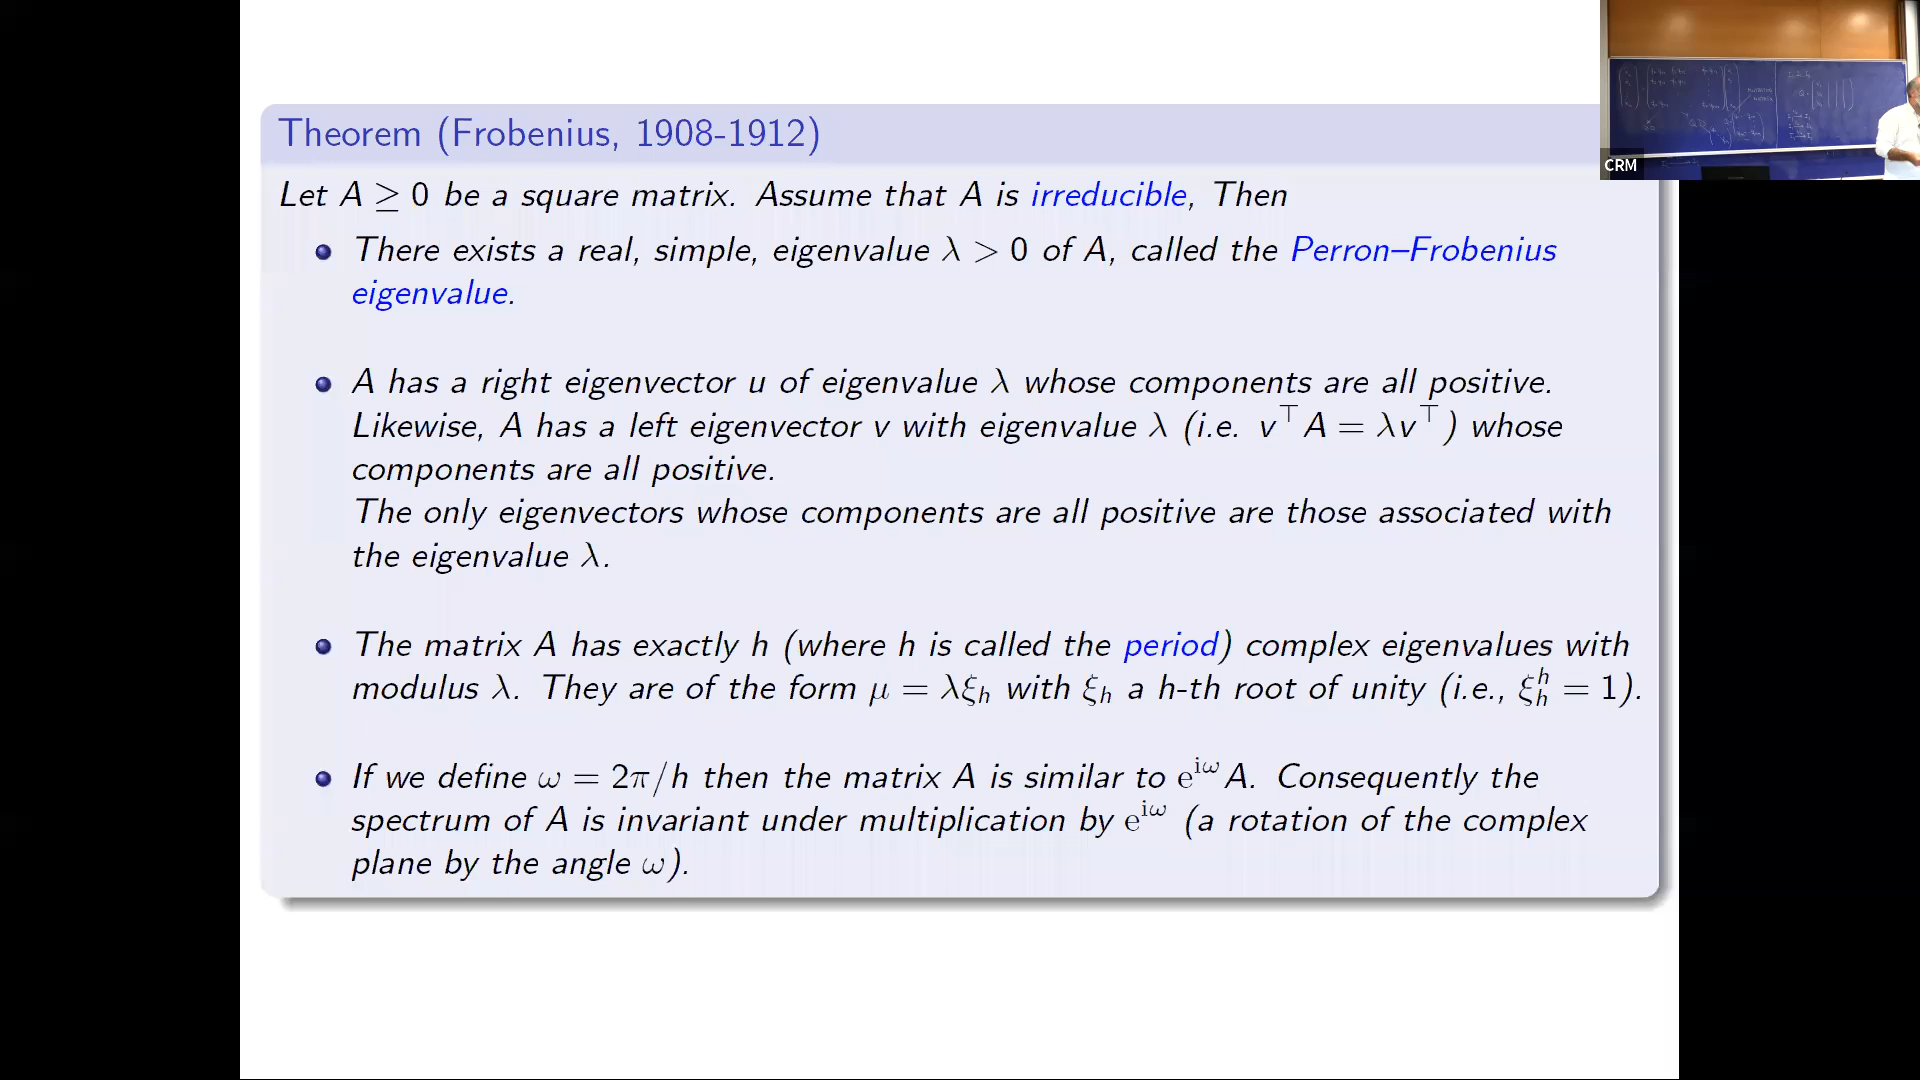 Theorem (Frobenius, 1908-1912)
Let A ≥ 0 be a square matrix. Assume that A is irreducible, Then
• There exists a real, simple, eigenvalue λ > 0 of A, called the Perron–Frobenius
eigenvalue.
• A has a right eigenvector u of eigenvalue λ whose components are all positive.
Likewise, A has a left eigenvector v with eigenvalue λ (i.e. v⊤A = λv⊤) whose
components are all positive.
The only eigenvectors whose components are all positive are those associated with
the eigenvalue λ.
• The matrix A has exactly h (where h is called the period) complex eigenvalues with
modulus λ. They are of the form μ = λξ_h with ξ_h a h-th root of unity (i.e., ξ_h^h = 1).
• If we define ω = 2π/h then the matrix A is similar to e^{iω}A. Consequently the
spectrum of A is invariant under multiplication by e^{iω} (a rotation of the complex
plane by the angle ω).
CRM